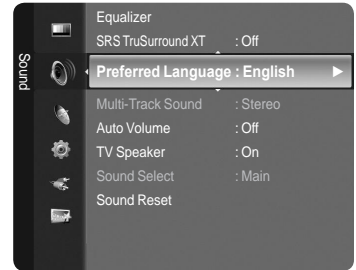 Sound
Equalizer
SRS TruSurround XT : Off
Preferred Language : English
Multi-Track Sound : Stereo
Auto Volume : Off
TV Speaker : On
Sound Select : Main
Sound Reset